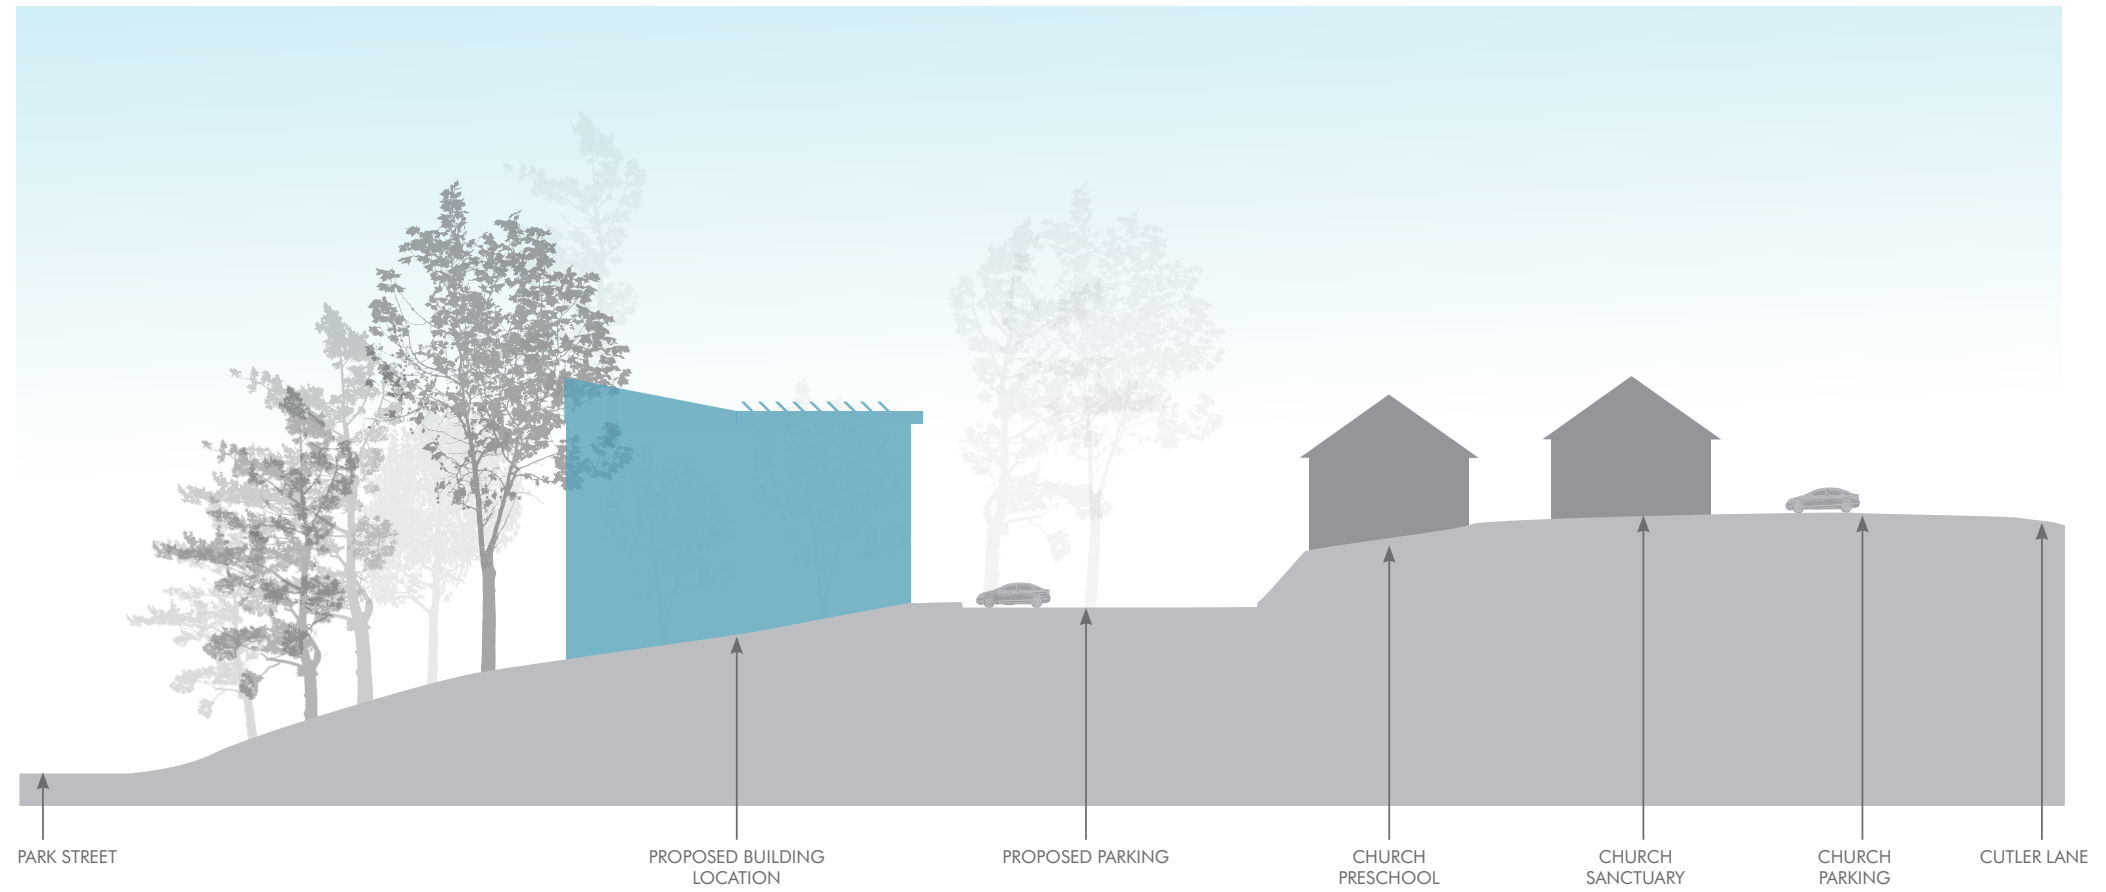 PARK STREET
PROPOSED BUILDING
LOCATION
PROPOSED PARKING
CHURCH
PRESCHOOL
CHURCH
SANCTUARY
CHURCH
PARKING
CUTLER LANE